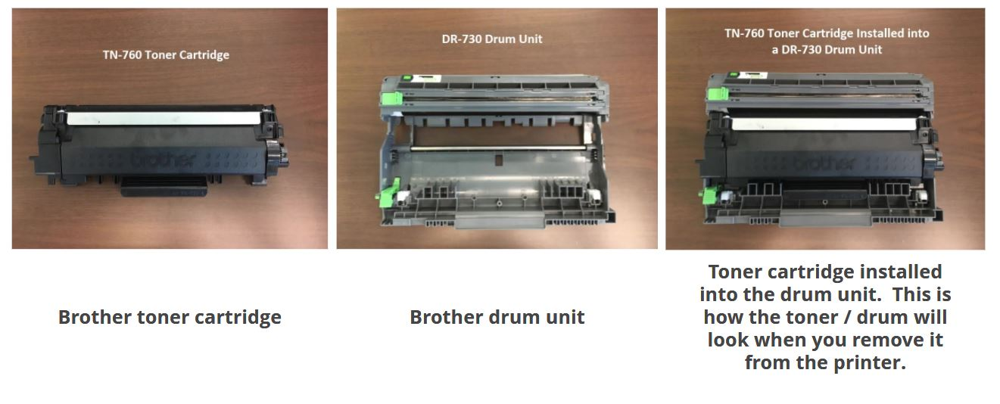 TN-760 Toner Cartridge
DR-730 Drum Unit
TN-760 Toner Cartridge Installed into
a DR-730 Drum Unit
brother
brother
Brother toner cartridge
Brother drum unit
Toner cartridge installed
into the drum unit.  This is
how the toner / drum will
look when you remove it
from the printer.